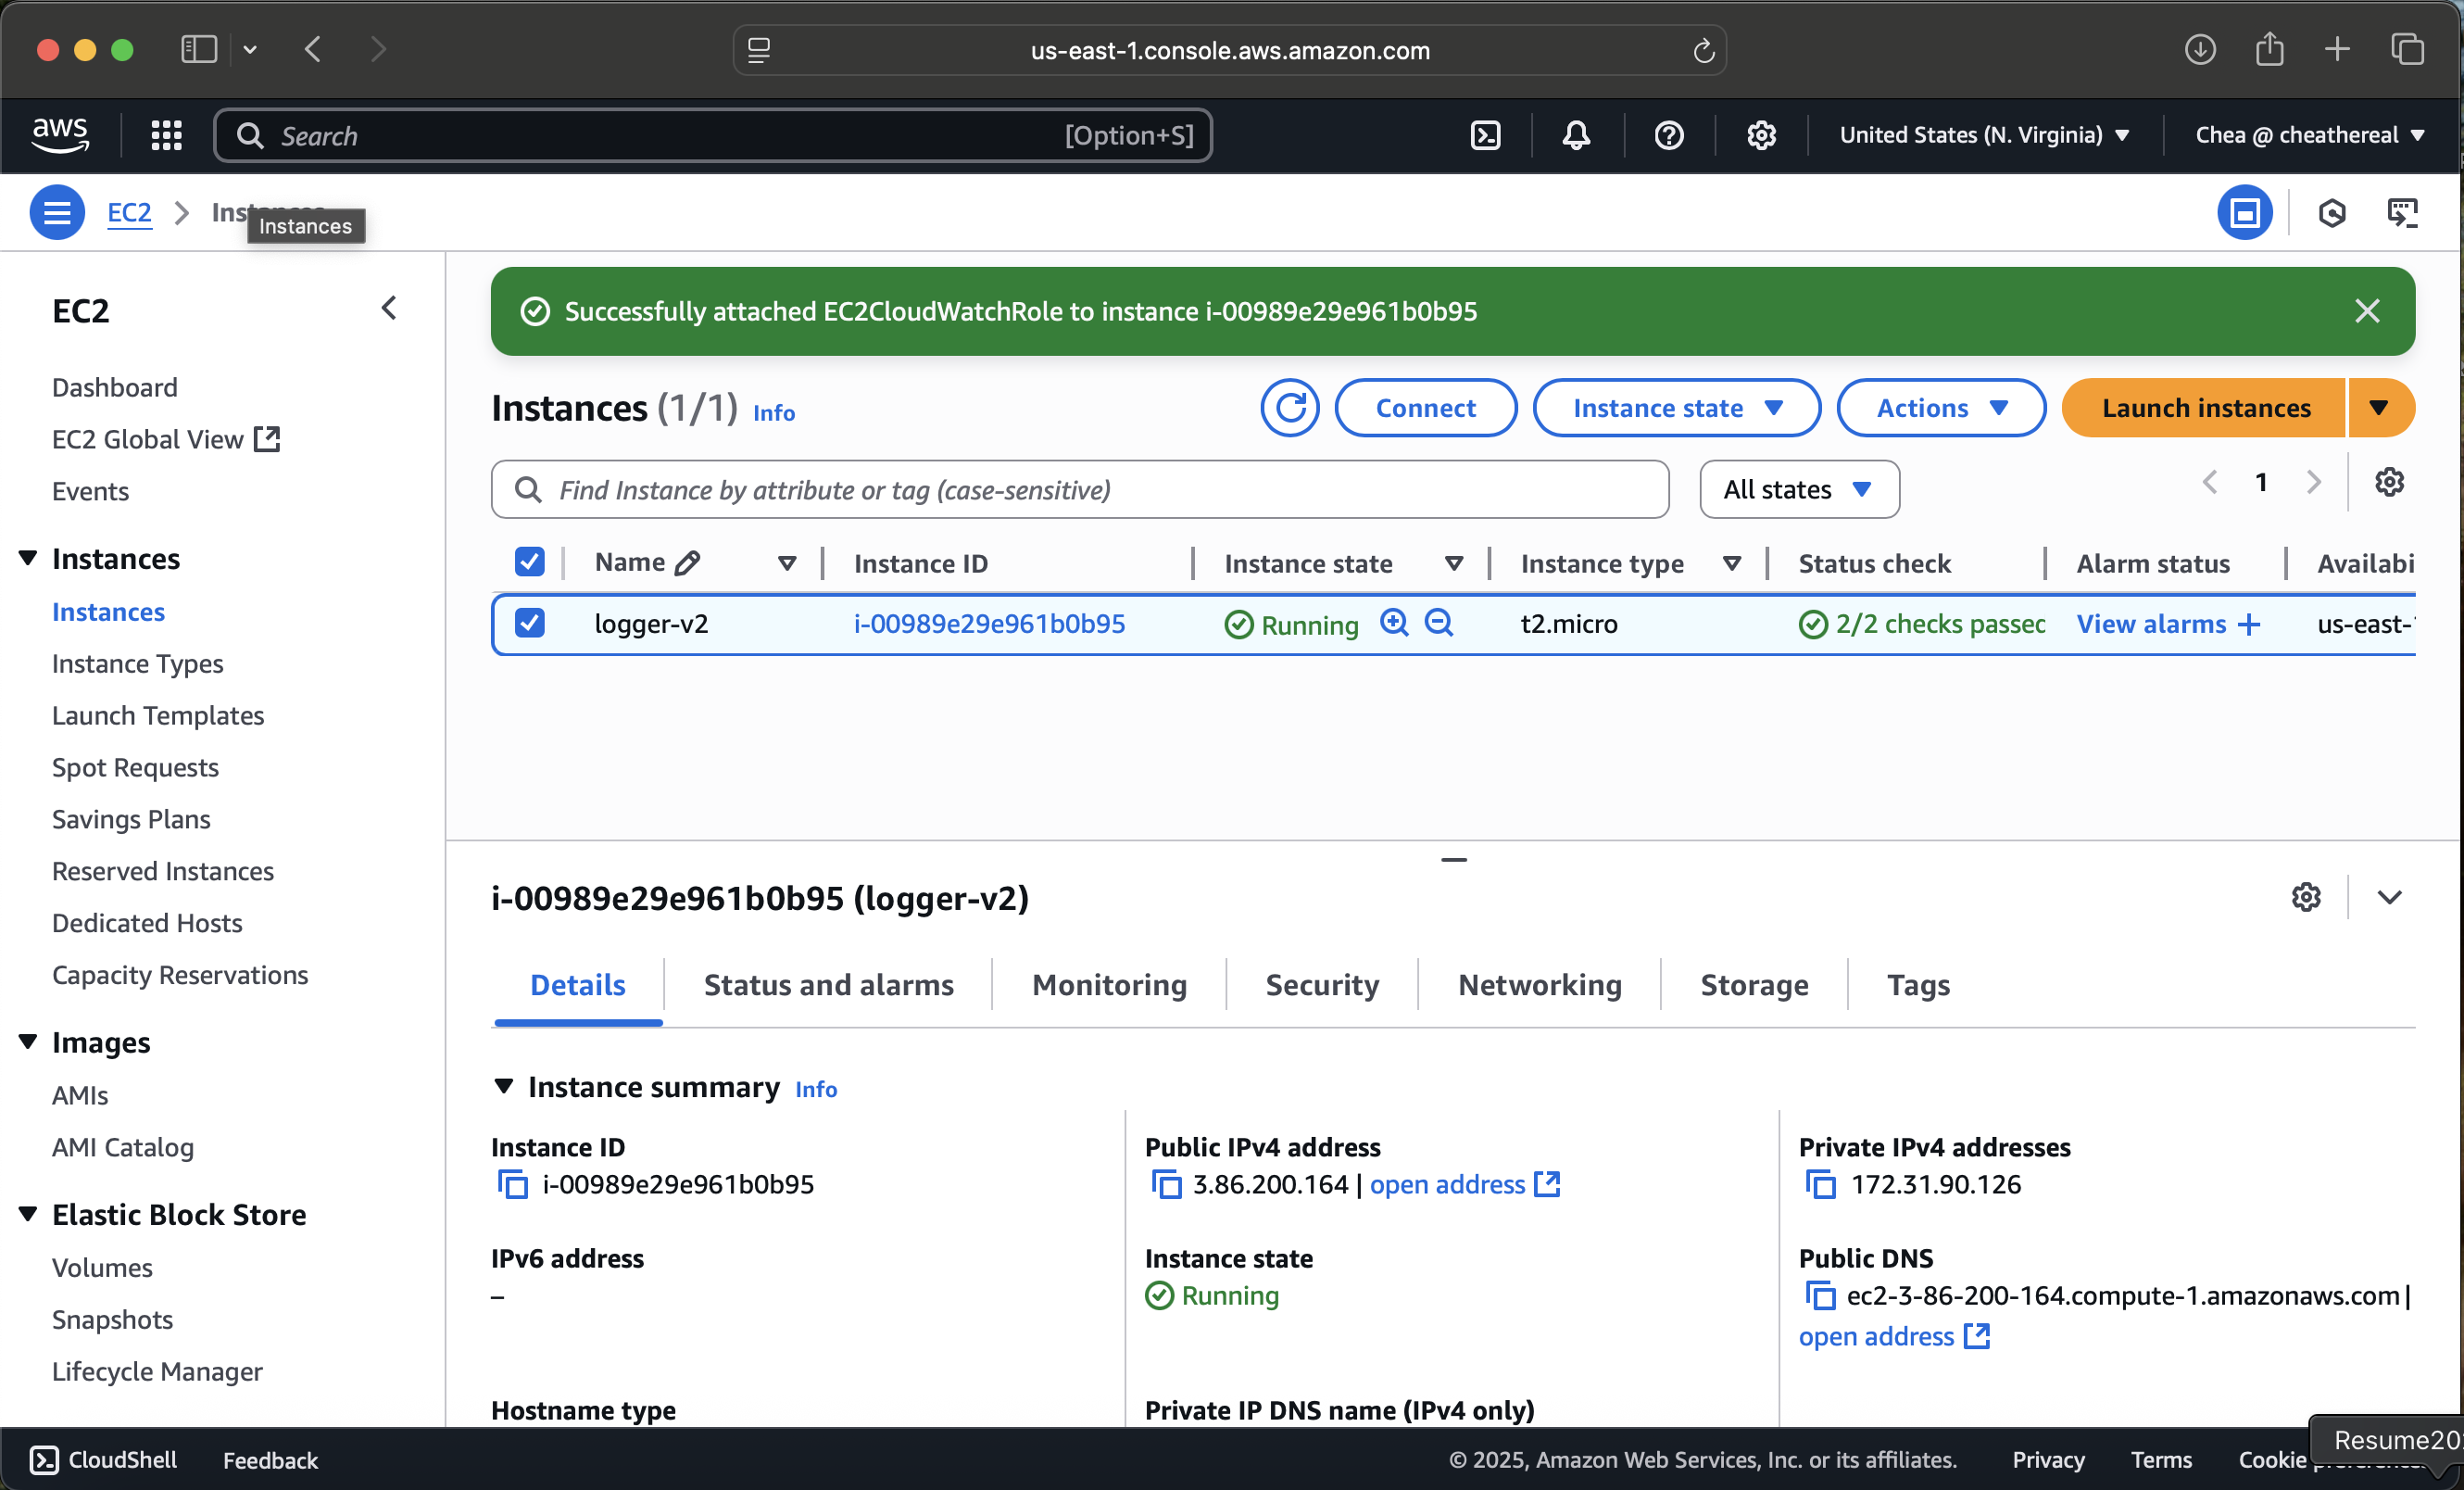 us-east-1.console.aws.amazon.com
aws
Search
[Option+S]
United States (N. Virginia)
Chea @ cheathereal
EC2
Instances
EC2
Dashboard
EC2 Global View
Events
Instances
Instances
Instance Types
Launch Templates
Spot Requests
Savings Plans
Reserved Instances
Dedicated Hosts
Capacity Reservations
Images
AMIs
AMI Catalog
Elastic Block Store
Volumes
Snapshots
Lifecycle Manager
Successfully attached EC2CloudWatchRole to instance i-00989e29e961b0b95
Instances (1/1) Info
Connect
Instance state
Actions
Launch instances
Find Instance by attribute or tag (case-sensitive)
All states
1
Name
Instance ID
Instance state
Instance type
Status check
Alarm status
Availabi
logger-v2
i-00989e29e961b0b95
Running
t2.micro
2/2 checks passec
View alarms +
us-east-
i-00989e29e961b0b95 (logger-v2)
Details
Status and alarms
Monitoring
Security
Networking
Storage
Tags
Instance summary Info
Instance ID
i-00989e29e961b0b95
Public IPv4 address
3.86.200.164 | open address
Private IPv4 addresses
172.31.90.126
IPv6 address
–
Instance state
Running
Public DNS
ec2-3-86-200-164.compute-1.amazonaws.com |
open address
Hostname type
Private IP DNS name (IPv4 only)
CloudShell
Feedback
© 2025, Amazon Web Services, Inc. or its affiliates.
Privacy
Terms
Cookie
Resume20